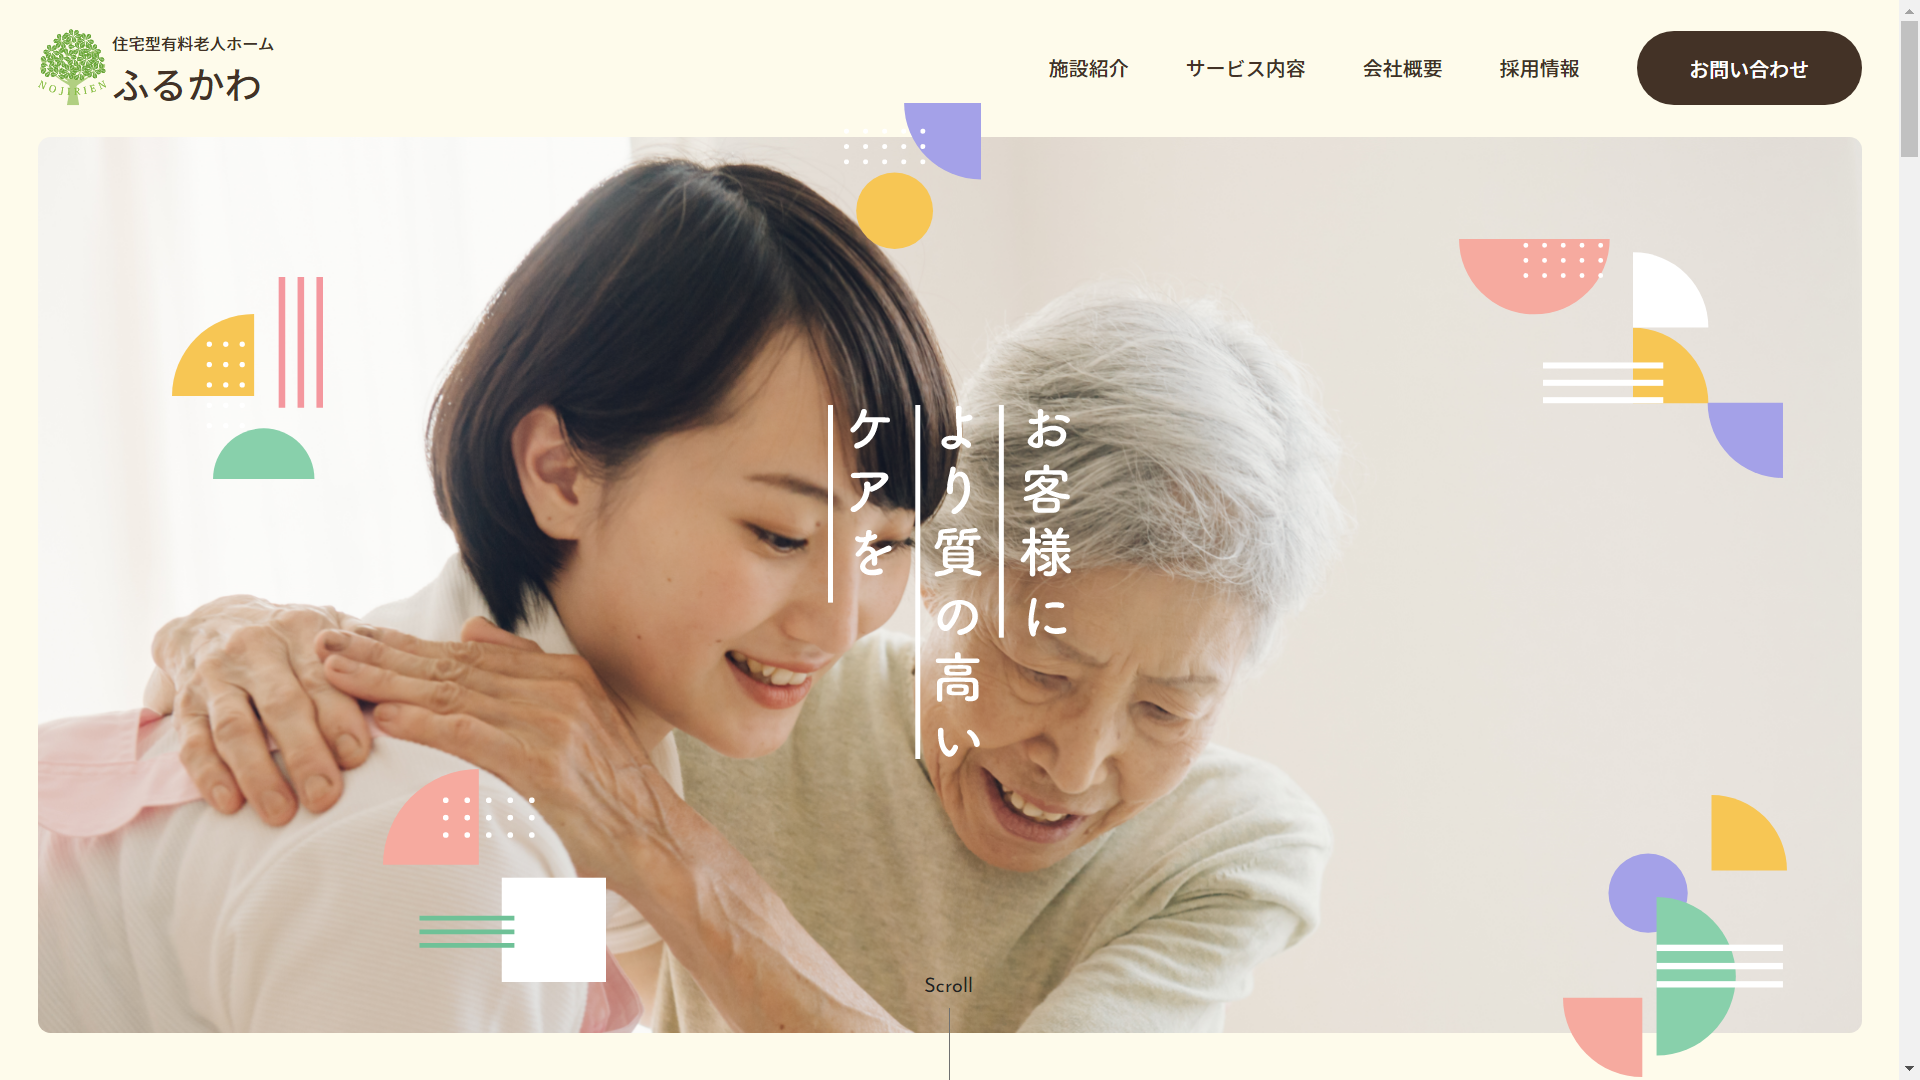 住宅型有料老人ホーム
ふるかわ
NOJIRIEN
施設紹介
サービス内容
会社概要
採用情報
お問い合わせ
お客様に
より質の高い
ケアを
Scroll